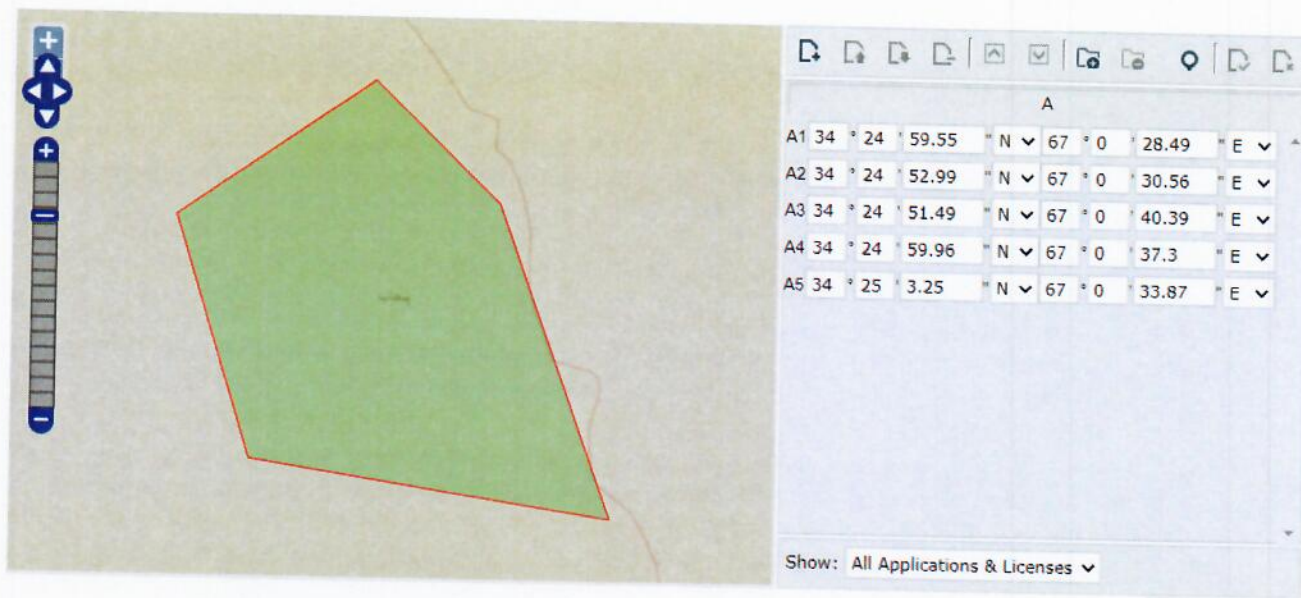 A
A1 34 ° 24 ' 59.55 " N 67 ° 0 ' 28.49 " E
A2 34 ° 24 ' 52.99 " N 67 ° 0 ' 30.56 " E
A3 34 ° 24 ' 51.49 " N 67 ° 0 ' 40.39 " E
A4 34 ° 24 ' 59.96 " N 67 ° 0 ' 37.3 " E
A5 34 ° 25 ' 3.25 " N 67 ° 0 ' 33.87 " E
Show: All Applications & Licenses